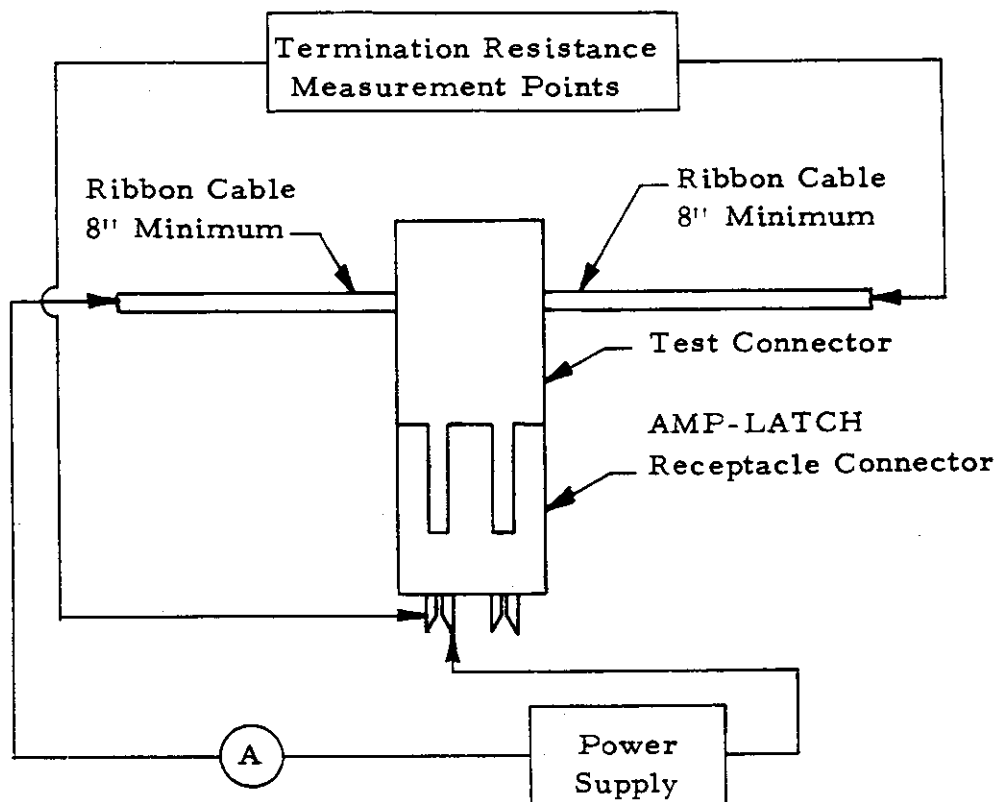 Termination Resistance
Measurement Points
Ribbon Cable
8" Minimum
Ribbon Cable
8" Minimum
Test Connector
AMP-LATCH
Receptacle Connector
A
Power
Supply